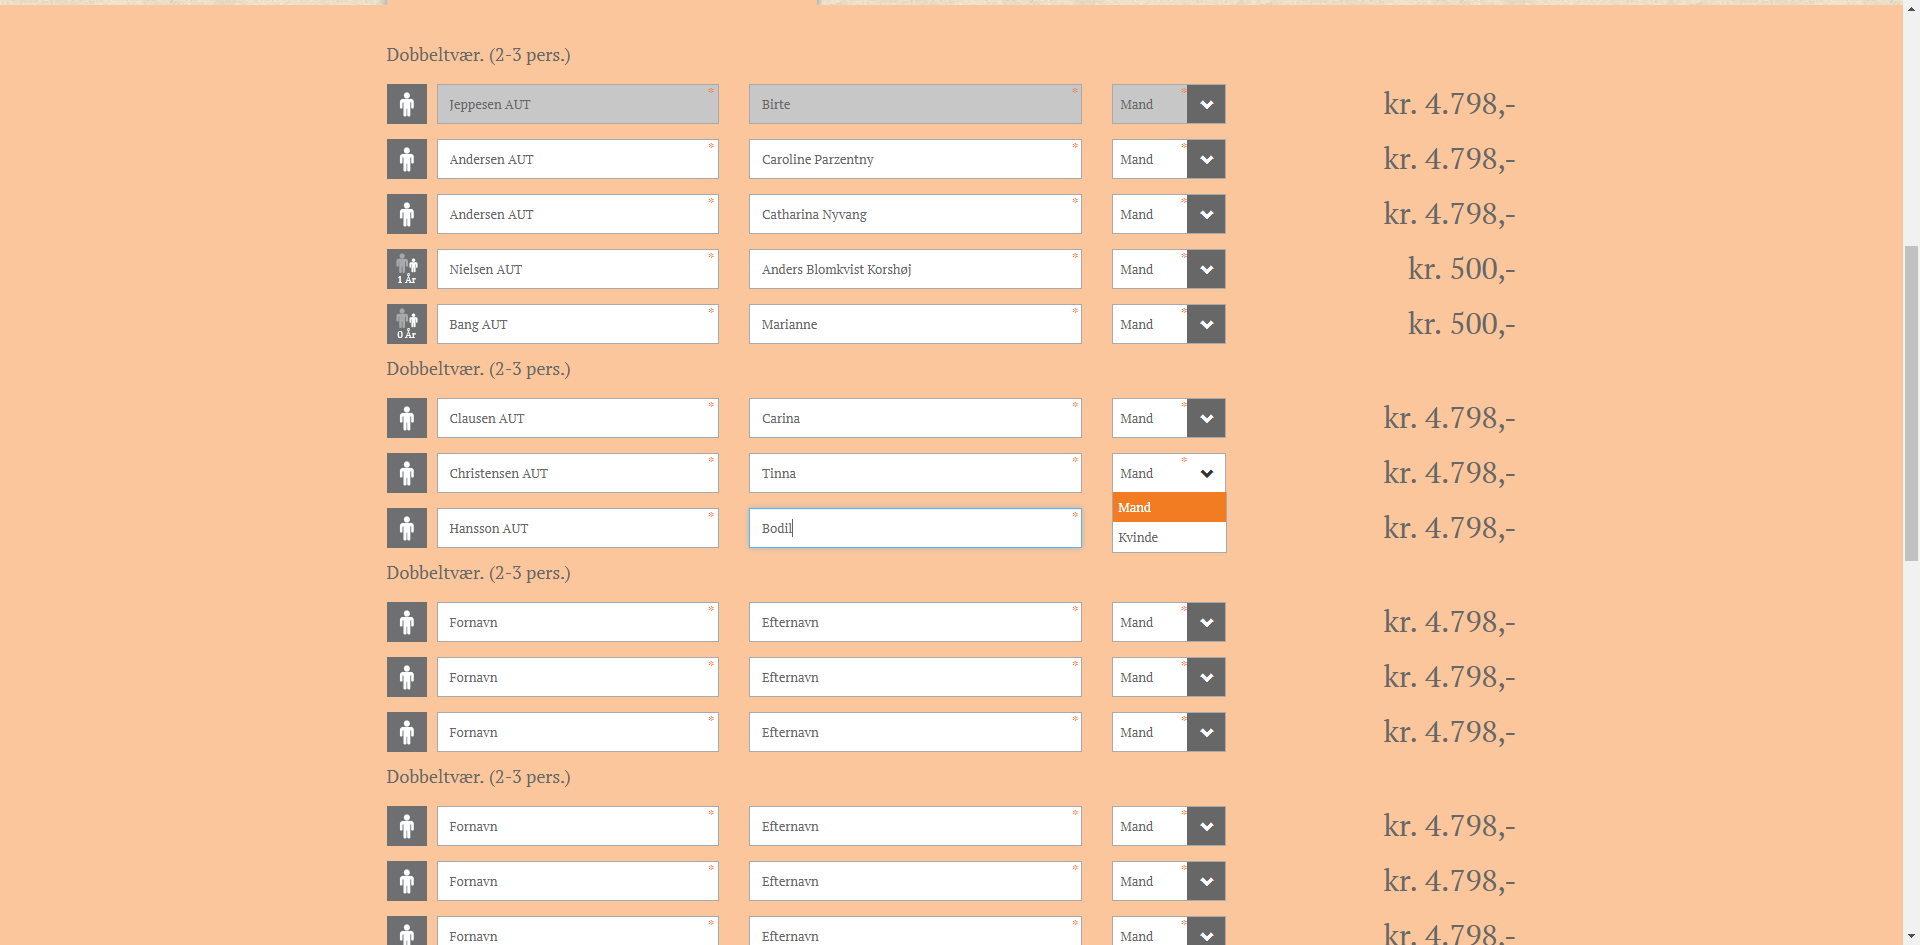 Dobbeltvær. (2-3 pers.)
Jeppesen AUT * Birte * Mand * kr. 4.798,-
Andersen AUT * Caroline Parzentny * Mand * kr. 4.798,-
Andersen AUT * Catharina Nyvang * Mand * kr. 4.798,-
1 År Nielsen AUT * Anders Blomkvist Korshøj * Mand * kr. 500,-
0 År Bang AUT * Marianne * Mand * kr. 500,-
Dobbeltvær. (2-3 pers.)
Clausen AUT * Carina * Mand * kr. 4.798,-
Christensen AUT * Tinna * Mand * kr. 4.798,-
Mand
Hansson AUT * Bodil * kr. 4.798,-
Kvinde
Dobbeltvær. (2-3 pers.)
Fornavn * Efternavn * Mand * kr. 4.798,-
Fornavn * Efternavn * Mand * kr. 4.798,-
Fornavn * Efternavn * Mand * kr. 4.798,-
Dobbeltvær. (2-3 pers.)
Fornavn * Efternavn * Mand * kr. 4.798,-
Fornavn * Efternavn * Mand * kr. 4.798,-
Fornavn * Efternavn * Mand * kr. 4.798,-